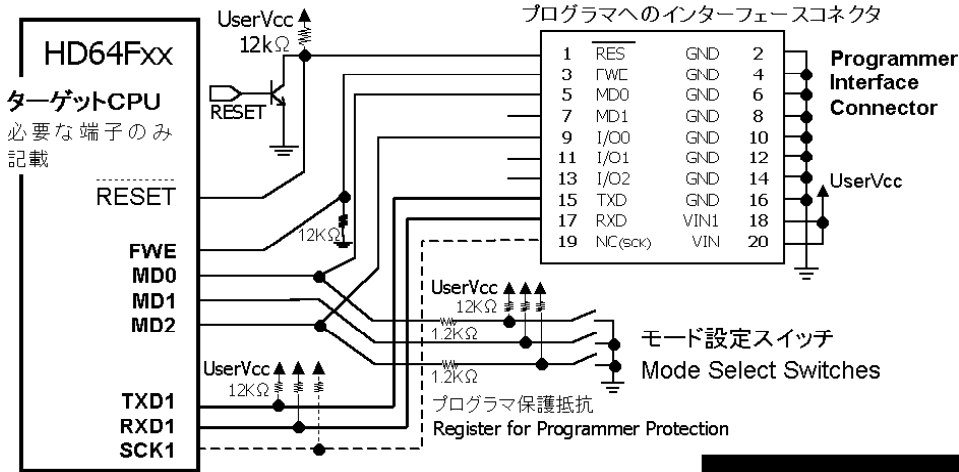 プログラマへのインターフェースコネクタ
UserVcc
12kΩ
HD64Fxx
ターゲットCPU
必要な端子のみ
記載
RESET
1 RES GND 2
3 FWE GND 4
5 MD0 GND 6
7 MD1 GND 8
9 I/O0 GND 10
11 I/O1 GND 12
13 I/O2 GND 14
15 TXD GND 16
17 RXD VIN1 18
19 NC(SCK) VIN 20
Programmer
Interface
Connector
UserVcc
RESET
12KΩ
FWE
MD0
MD1
MD2
UserVcc
12KΩ
1.2KΩ
1.2KΩ
モード設定スイッチ
Mode Select Switches
UserVcc
12KΩ
TXD1
RXD1
SCK1
プログラマ保護抵抗
Register for Programmer Protection